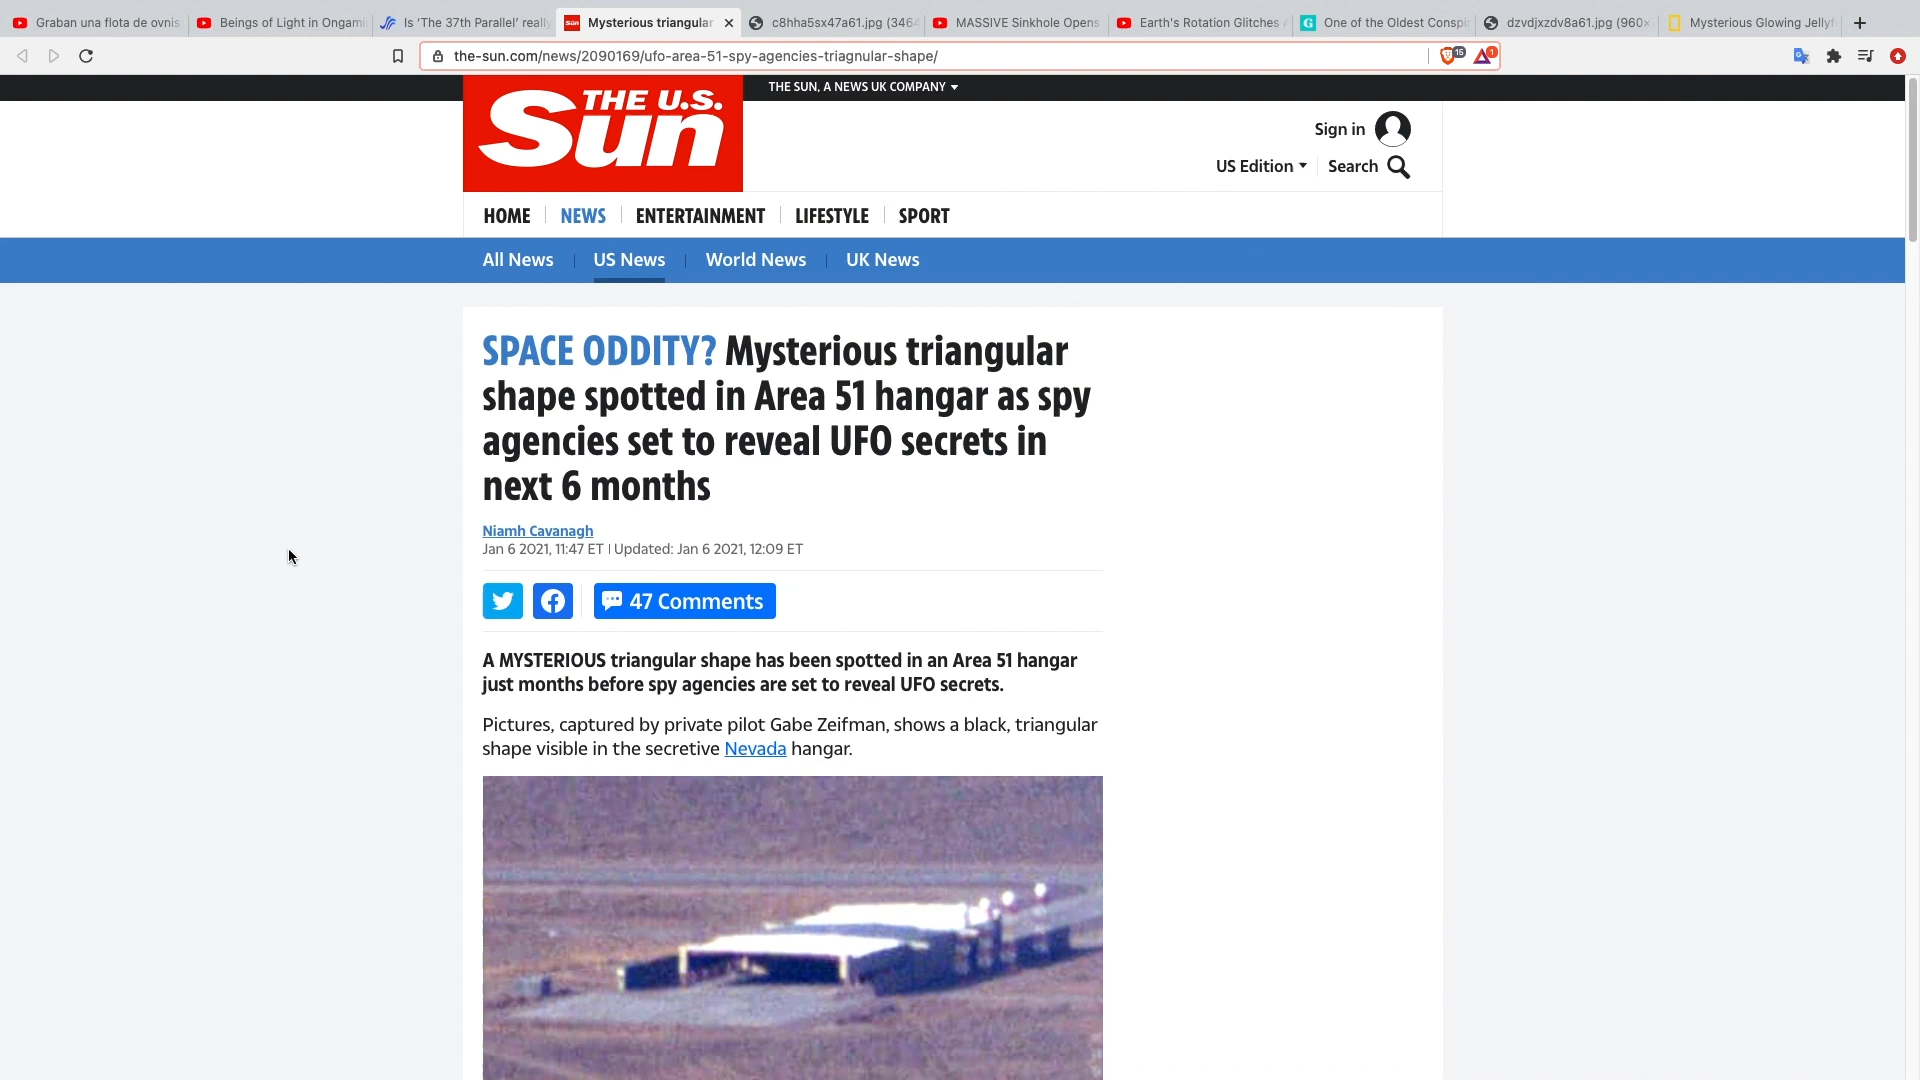 Graban una flota de ovnis
Beings of Light in Ongami
Is 'The 37th Parallel' really
Mysterious triangular
c8hha5sx47a61.jpg (3464
MASSIVE Sinkhole Opens
Earth's Rotation Glitches
One of the Oldest Conspi
dzvdjxzdv8a61.jpg (960×
Mysterious Glowing Jellyf
the-sun.com/news/2090169/ufo-area-51-spy-agencies-triagnular-shape/
15
1
THE SUN, A NEWS UK COMPANY
THE U.S.
Sun
Sign in
US Edition
Search
HOME
NEWS
ENTERTAINMENT
LIFESTYLE
SPORT
All News
US News
World News
UK News
SPACE ODDITY? Mysterious triangular
shape spotted in Area 51 hangar as spy
agencies set to reveal UFO secrets in
next 6 months
Niamh Cavanagh
Jan 6 2021, 11:47 ET | Updated: Jan 6 2021, 12:09 ET
47 Comments
A MYSTERIOUS triangular shape has been spotted in an Area 51 hangar
just months before spy agencies are set to reveal UFO secrets.
Pictures, captured by private pilot Gabe Zeifman, shows a black, triangular
shape visible in the secretive Nevada hangar.